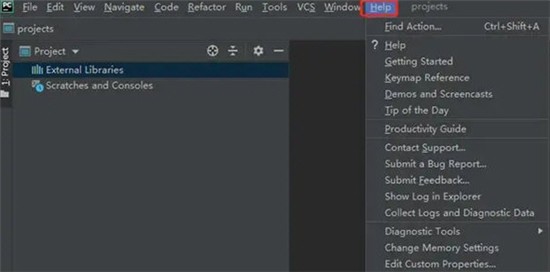 PC File Edit View Navigate Code Refactor Run Tools VCS Window Help projects
projects
Project
1: Project
External Libraries
Scratches and Consoles
Find Action... Ctrl+Shift+A
? Help
Getting Started
Keymap Reference
Demos and Screencasts
Tip of the Day
Productivity Guide
Contact Support...
Submit a Bug Report...
Submit Feedback...
Show Log in Explorer
Collect Logs and Diagnostic Data
Diagnostic Tools
Change Memory Settings
Edit Custom Properties...